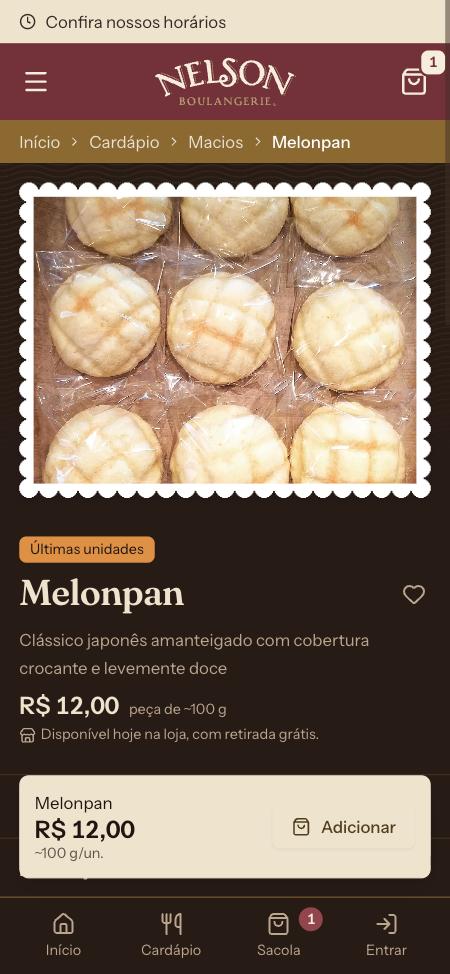 Confira nossos horários
1
NELSON
BOULANGERIE.
Início > Cardápio > Macios > Melonpan
Últimas unidades
Melonpan
Clássico japonês amanteigado com cobertura
crocante e levemente doce
R$ 12,00 peça de ~100 g
Disponível hoje na loja, com retirada grátis.
Melonpan
R$ 12,00
~100 g/un.
Adicionar
1
Início
Cardápio
Sacola
Entrar